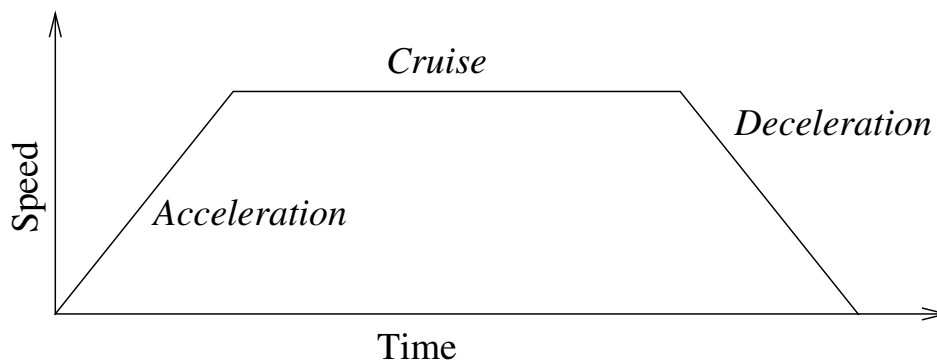 Cruise
Deceleration
Speed
Acceleration
Time